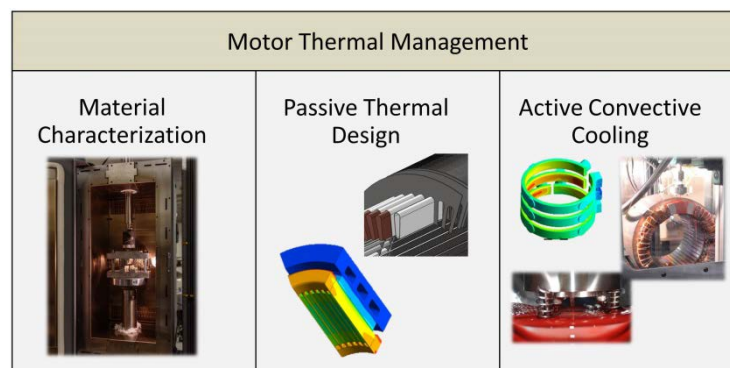 Motor Thermal Management
Material
Characterization
Passive Thermal
Design
Active Convective
Cooling